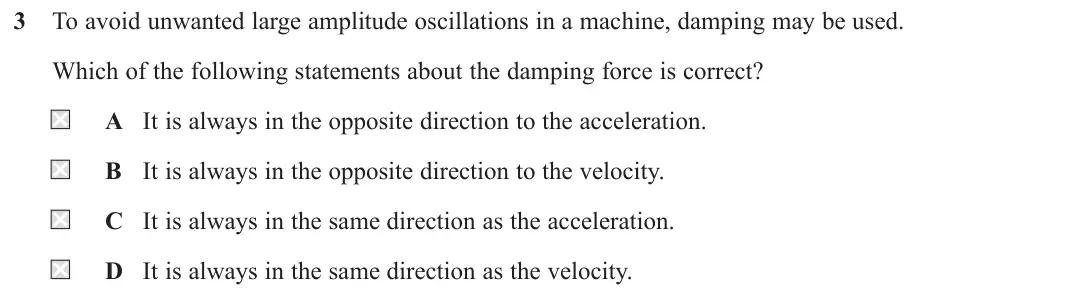 3 To avoid unwanted large amplitude oscillations in a machine, damping may be used.
Which of the following statements about the damping force is correct?
A It is always in the opposite direction to the acceleration.
B It is always in the opposite direction to the velocity.
C It is always in the same direction as the acceleration.
D It is always in the same direction as the velocity.